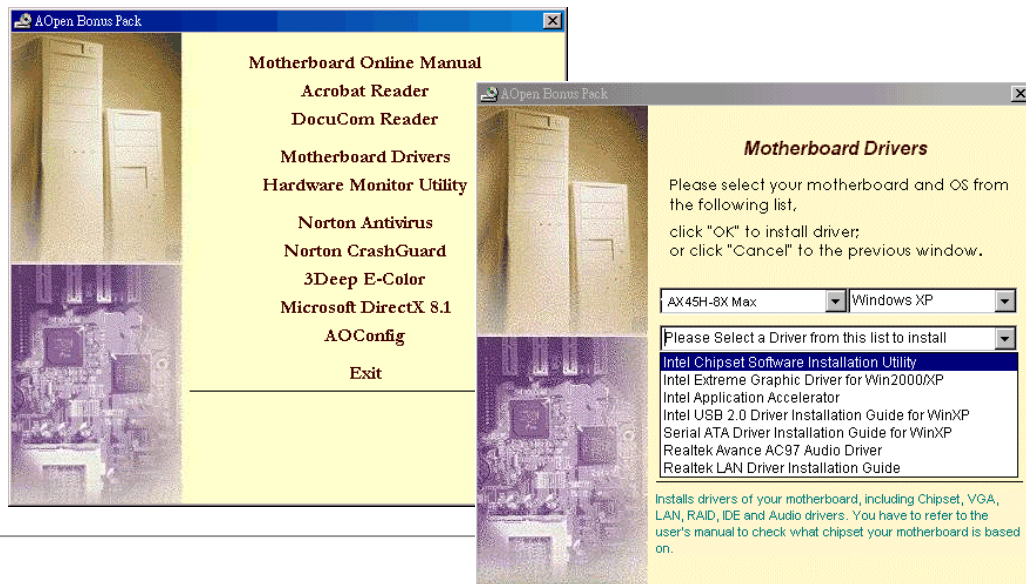 AOpen Bonus Pack
Motherboard Online Manual
Acrobat Reader
DocuCom Reader
Motherboard Drivers
Hardware Monitor Utility
Norton Antivirus
Norton CrashGuard
3Deep E-Color
Microsoft DirectX 8.1
AOConfig
Exit
AOpen Bonus Pack
Motherboard Drivers
Please select your motherboard and OS from
the following list,
click "OK" to install driver;
or click "Cancel" to the previous window.
AX45H-8X Max Windows XP
Please Select a Driver from this list to install
Intel Chipset Software Installation Utility
Intel Extreme Graphic Driver for Win2000/XP
Intel Application Accelerator
Intel USB 2.0 Driver Installation Guide for WinXP
Serial ATA Driver Installation Guide for WinXP
Realtek Avance AC97 Audio Driver
Realtek LAN Driver Installation Guide
Installs drivers of your motherboard, including Chipset, VGA,
LAN, RAID, IDE and Audio drivers. You have to refer to the
user's manual to check what chipset your motherboard is based
on.